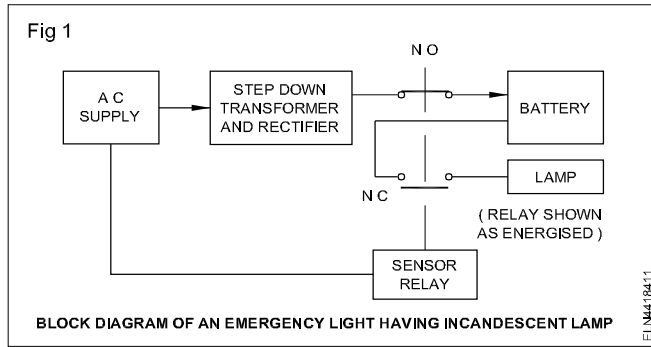 Fig 1
N O
A C
SUPPLY
STEP DOWN
TRANSFORMER
AND RECTIFIER
BATTERY
LAMP
N C
( RELAY SHOWN
AS ENERGISED )
SENSOR
RELAY
BLOCK DIAGRAM OF AN EMERGENCY LIGHT HAVING INCANDESCENT LAMP